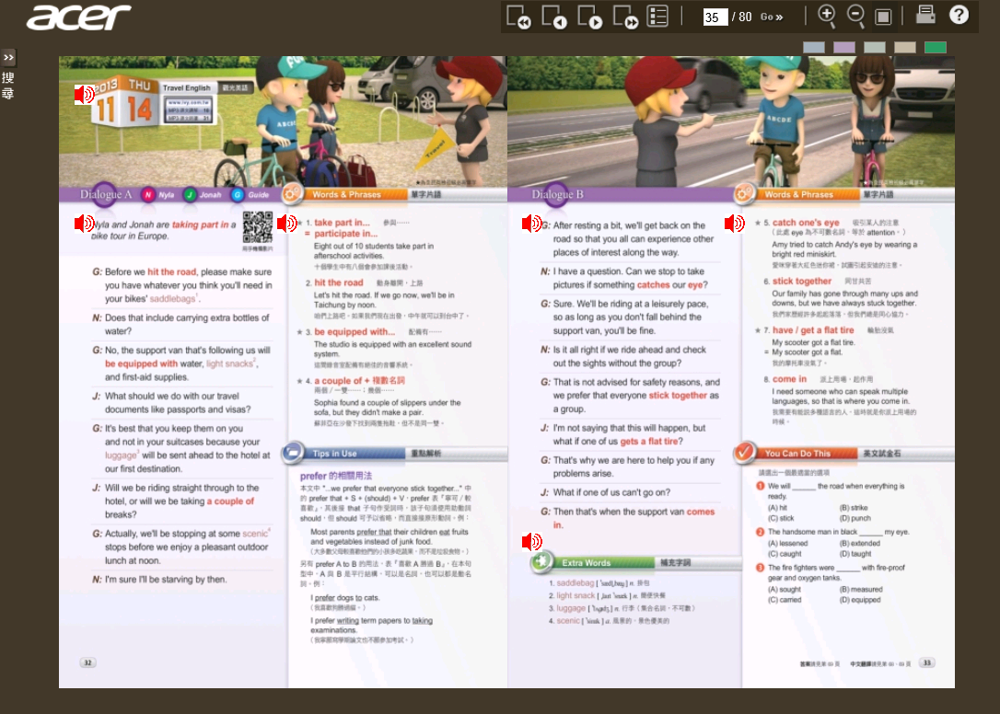 acer
35 / 80 Go »
搜
尋
2013 THU
11 14
Travel English 觀光英語
www.ivy.com.tw
ABCDE
Travel
Dialogue A N Nyla J Jonah G Guide
Nyla and Jonah are taking part in a
bike tour in Europe.
G: Before we hit the road, please make sure
you have whatever you think you'll need in
your bikes' saddlebags1.
N: Does that include carrying extra bottles of
water?
G: No, the support van that's following us will
be equipped with water, light snacks2,
and first-aid supplies.
J: What should we do with our travel
documents like passports and visas?
G: It's best that you keep them on you
and not in your suitcases because your
luggage3 will be sent ahead to the hotel at
our first destination.
J: Will we be riding straight through to the
hotel, or will we be taking a couple of
breaks?
G: Actually, we'll be stopping at some scenic4
stops before we enjoy a pleasant outdoor
lunch at noon.
N: I'm sure I'll be starving by then.
32
Words & Phrases 單字片語
★ 1. take part in... 參與……
= participate in...
Eight out of 10 students take part in
afterschool activities.
十個學生中有八個會參加課後活動。
2. hit the road 動身離開，上路
Let's hit the road. If we go now, we'll be in
Taichung by noon.
咱們上路吧。如果我們現在出發，中午就可以到台中了。
★ 3. be equipped with... 配備有……
The studio is equipped with an excellent sound
system.
這間錄音室配備有絕佳的音響系統。
★ 4. a couple of + 複數名詞
兩個／一雙……；幾個……
Sophia found a couple of slippers under the
sofa, but they didn't make a pair.
蘇菲亞在沙發下找到兩隻拖鞋，但不是同一雙。
Tips in Use 重點解析
prefer 的相關用法
本文中 "...we prefer that everyone stick together..." 中
的 prefer that + S + (should) + V，prefer 表『寧可／較
喜歡』，其後接 that 子句作受詞時，該子句須使用助動詞
should，但 should 可予以省略，而直接接原形動詞。例：
Most parents prefer that their children eat fruits
and vegetables instead of junk food.
（大多數父母較喜歡他們的小孩多吃蔬果，而不是垃圾食物。）
另有 prefer A to B 的用法，表『喜歡 A 勝過 B』，在本句
型中，A 與 B 是平行結構，可以是名詞，也可以都是動名
詞。例：
I prefer dogs to cats.
（我喜歡狗勝過貓。）
I prefer writing term papers to taking
examinations.
（我寧願寫學期論文也不願參加考試。）
ABCDE
Dialogue B
G: After resting a bit, we'll get back on the
road so that you all can experience other
places of interest along the way.
N: I have a question. Can we stop to take
pictures if something catches our eye?
G: Sure. We'll be riding at a leisurely pace,
so as long as you don't fall behind the
support van, you'll be fine.
N: Is it all right if we ride ahead and check
out the sights without the group?
G: That is not advised for safety reasons, and
we prefer that everyone stick together as
a group.
J: I'm not saying that this will happen, but
what if one of us gets a flat tire?
G: That's why we are here to help you if any
problems arise.
J: What if one of us can't go on?
G: Then that's when the support van comes
in.
Extra Words 補充字詞
1. saddlebag n. 掛包
2. light snack n. 簡便快餐
3. luggage n. 行李（集合名詞，不可數）
4. scenic a. 風景的，景色優美的
Words & Phrases 單字片語
★ 5. catch one's eye 吸引某人的注意
（此處 eye 為不可數名詞，等於 attention。）
Amy tried to catch Andy's eye by wearing a
bright red miniskirt.
愛咪穿著大紅色迷你裙，試圖引起安迪的注意。
6. stick together 同甘共苦
Our family has gone through many ups and
downs, but we have always stuck together.
我們家歷經許多起起落落，但我們總是同心協力。
★ 7. have / get a flat tire 輪胎沒氣
My scooter got a flat tire.
= My scooter got a flat.
我的摩托車沒氣了。
8. come in 派上用場，起作用
I need someone who can speak multiple
languages, so that is where you come in.
我需要有能說多種語言的人，這時就是你派上用場的
時候。
You Can Do This 英文試金石
請選出一個最適當的選項
1 We will ______ the road when everything is
ready.
(A) hit (B) strike
(C) stick (D) punch
2 The handsome man in black ______ my eye.
(A) lessened (B) extended
(C) caught (D) taught
3 The fire fighters were ______ with fire-proof
gear and oxygen tanks.
(A) sought (B) measured
(C) carried (D) equipped
33